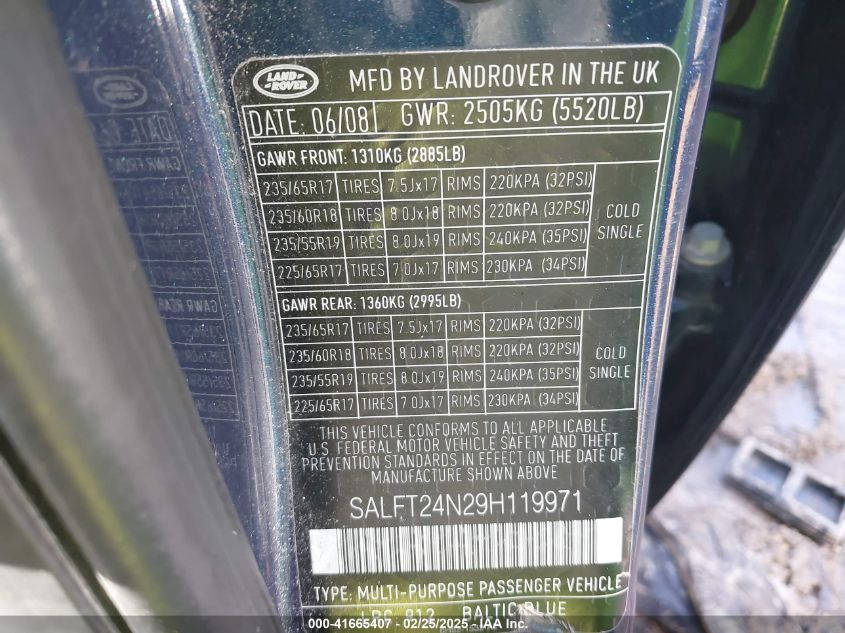 LAND ROVER MFD BY LANDROVER IN THE UK
DATE: 06/08 GWR: 2505KG (5520LB)
GAWR FRONT: 1310KG (2885LB)
235/65R17 TIRES 7.5Jx17 RIMS 220KPA (32PSI)
235/60R18 TIRES 8.0Jx18 RIMS 220KPA (32PSI)
235/55R19 TIRES 8.0Jx19 RIMS 240KPA (35PSI)
225/65R17 TIRES 7.0Jx17 RIMS 230KPA (34PSI)
COLD
SINGLE
GAWR REAR: 1360KG (2995LB)
235/65R17 TIRES 7.5Jx17 RIMS 220KPA (32PSI)
235/60R18 TIRES 8.0Jx18 RIMS 220KPA (32PSI)
235/55R19 TIRES 8.0Jx19 RIMS 240KPA (35PSI)
225/65R17 TIRES 7.0Jx17 RIMS 230KPA (34PSI)
COLD
SINGLE
THIS VEHICLE CONFORMS TO ALL APPLICABLE
U.S. FEDERAL MOTOR VEHICLE SAFETY AND THEFT
PREVENTION STANDARDS IN EFFECT ON THE DATE OF
MANUFACTURE SHOWN ABOVE
SALFT24N29H119971
TYPE: MULTI-PURPOSE PASSENGER VEHICLE
LRC 912 BALTIC BLUE
000-41665407 - 02/25/2025 - IAA Inc.